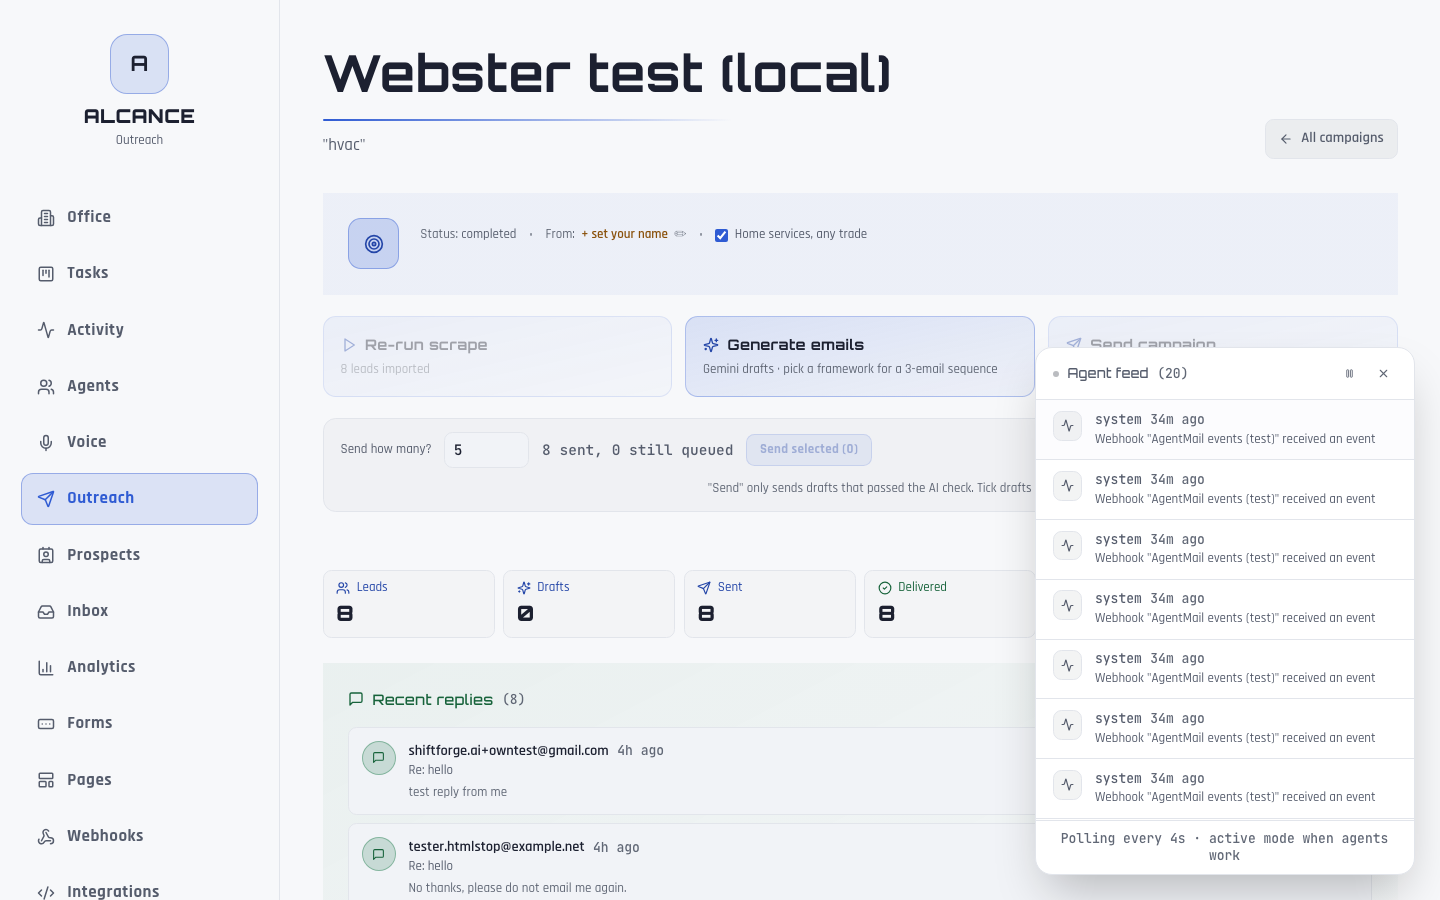 A
ALCANCE
Outreach
Office
Tasks
Activity
Agents
Voice
Outreach
Prospects
Inbox
Analytics
Forms
Pages
Webhooks
Integrations
Webster test (local)
"hvac"
← All campaigns
Status: completed · From: + set your name ✏ · Home services, any trade
Re-run scrape
8 leads imported
Generate emails
Gemini drafts · pick a framework for a 3-email sequence
Send campaign
Send how many? 5 8 sent, 0 still queued Send selected (0)
"Send" only sends drafts that passed the AI check. Tick drafts
Leads
8
Drafts
0
Sent
8
Delivered
8
Recent replies (8)
shiftforge.ai+owntest@gmail.com 4h ago
Re: hello
test reply from me
tester.htmlstop@example.net 4h ago
Re: hello
No thanks, please do not email me again.
Agent feed (20)
system 34m ago
Webhook "AgentMail events (test)" received an event
system 34m ago
Webhook "AgentMail events (test)" received an event
system 34m ago
Webhook "AgentMail events (test)" received an event
system 34m ago
Webhook "AgentMail events (test)" received an event
system 34m ago
Webhook "AgentMail events (test)" received an event
system 34m ago
Webhook "AgentMail events (test)" received an event
system 34m ago
Webhook "AgentMail events (test)" received an event
Polling every 4s · active mode when agents
work